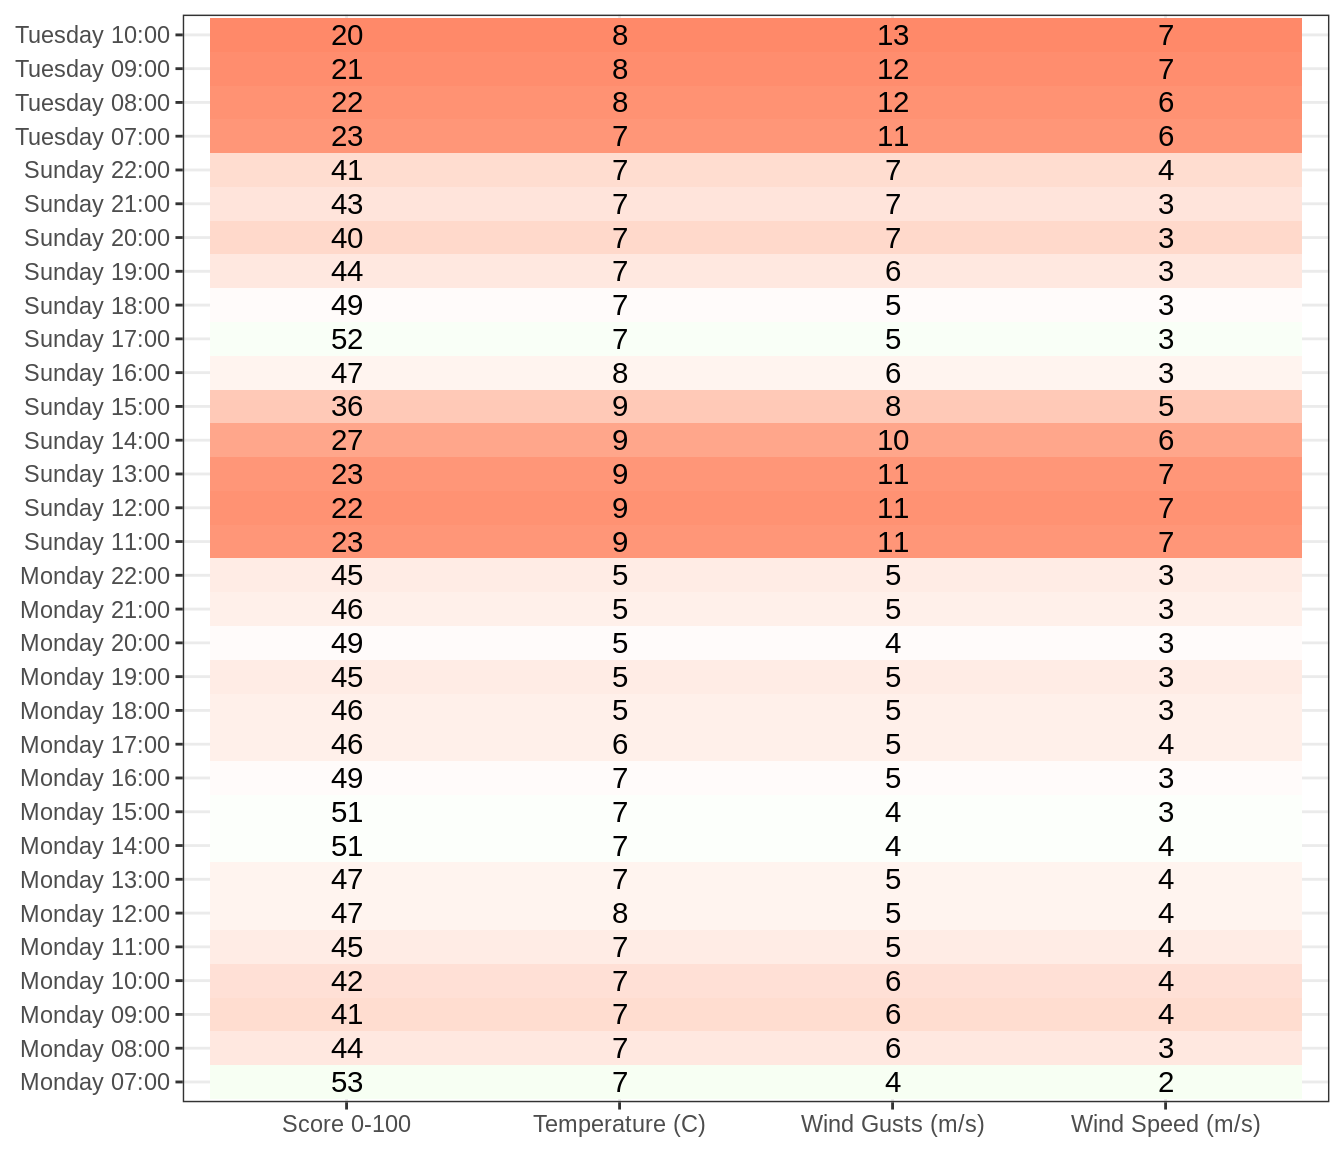 Tuesday 10:00 20 8 13 7
Tuesday 09:00 21 8 12 7
Tuesday 08:00 22 8 12 6
Tuesday 07:00 23 7 11 6
Sunday 22:00 41 7 7 4
Sunday 21:00 43 7 7 3
Sunday 20:00 40 7 7 3
Sunday 19:00 44 7 6 3
Sunday 18:00 49 7 5 3
Sunday 17:00 52 7 5 3
Sunday 16:00 47 8 6 3
Sunday 15:00 36 9 8 5
Sunday 14:00 27 9 10 6
Sunday 13:00 23 9 11 7
Sunday 12:00 22 9 11 7
Sunday 11:00 23 9 11 7
Monday 22:00 45 5 5 3
Monday 21:00 46 5 5 3
Monday 20:00 49 5 4 3
Monday 19:00 45 5 5 3
Monday 18:00 46 5 5 3
Monday 17:00 46 6 5 4
Monday 16:00 49 7 5 3
Monday 15:00 51 7 4 3
Monday 14:00 51 7 4 4
Monday 13:00 47 7 5 4
Monday 12:00 47 8 5 4
Monday 11:00 45 7 5 4
Monday 10:00 42 7 6 4
Monday 09:00 41 7 6 4
Monday 08:00 44 7 6 3
Monday 07:00 53 7 4 2
Score 0-100 Temperature (C) Wind Gusts (m/s) Wind Speed (m/s)